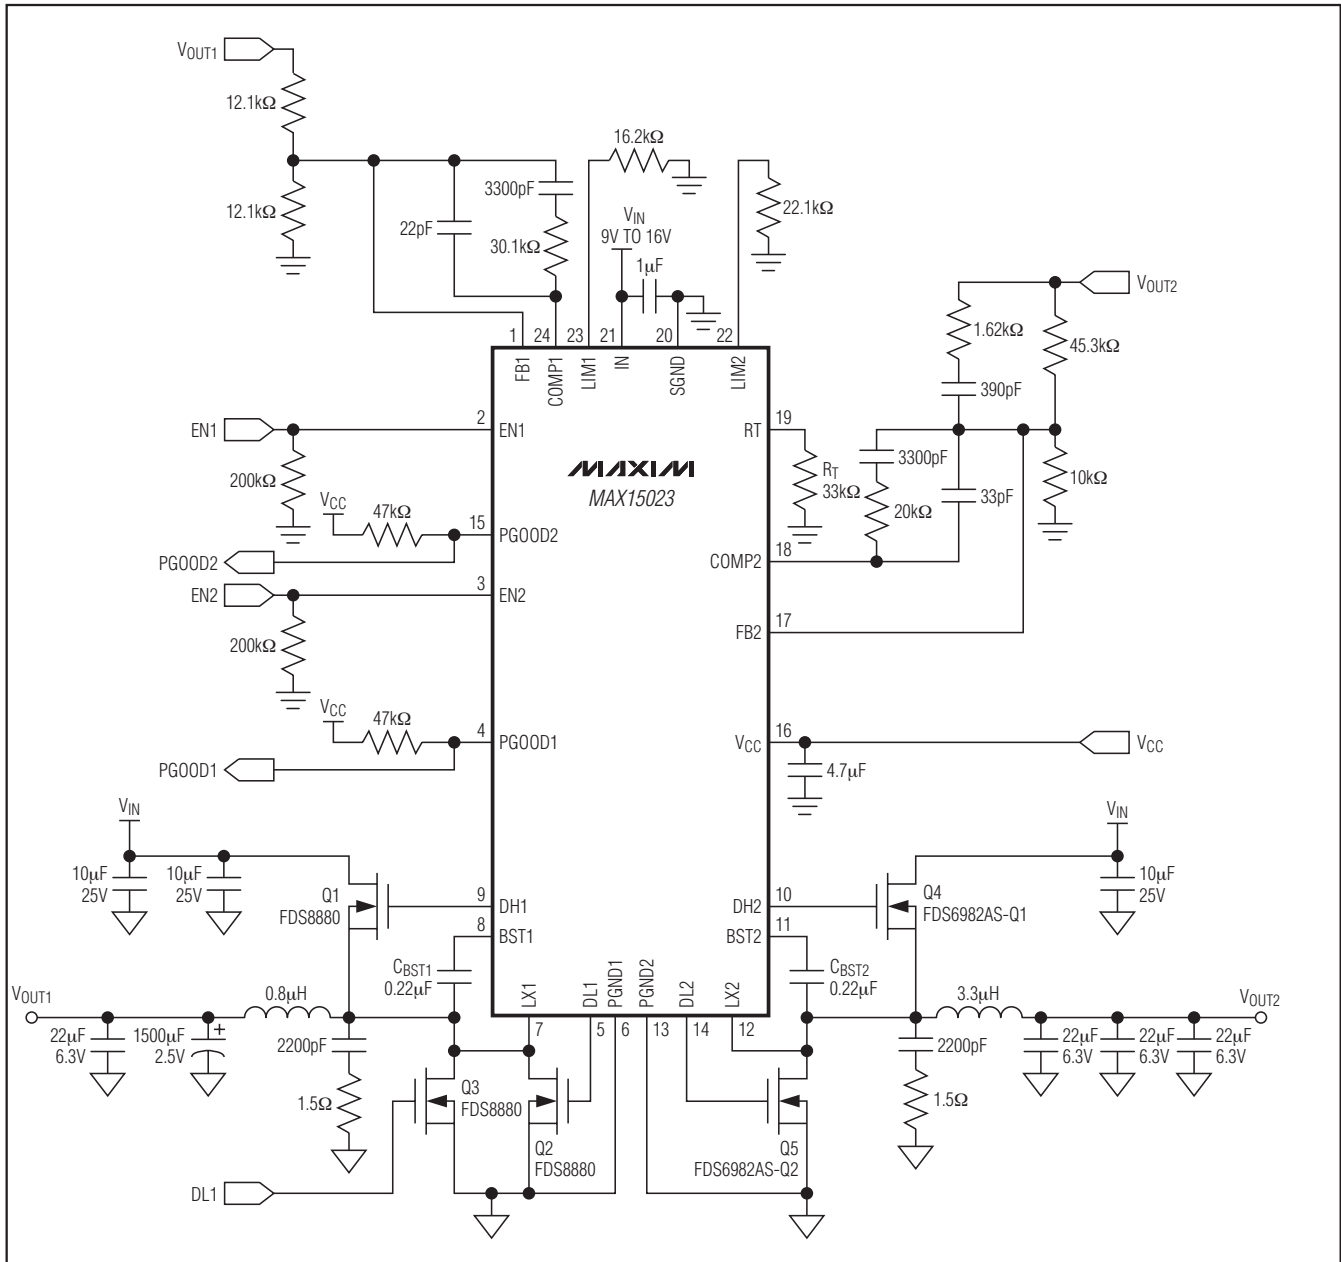 VOUT1
12.1kΩ
12.1kΩ
22pF
3300pF
30.1kΩ
16.2kΩ
VIN
9V TO 16V
1µF
22.1kΩ
VOUT2
1.62kΩ
45.3kΩ
390pF
1
24
23
21
20
22
FB1
COMP1
LIM1
IN
SGND
LIM2
EN1
2
EN1
200kΩ
RT
19
RT
33kΩ
3300pF
33pF
10kΩ
20kΩ
MAXIM
MAX15023
VCC
47kΩ
15
PGOOD2
PGOOD2
COMP2
18
EN2
3
EN2
200kΩ
FB2
17
VCC
47kΩ
4
PGOOD1
PGOOD1
VCC
16
VCC
4.7µF
VIN
10µF
25V
10µF
25V
Q1
FDS8880
9
DH1
8
BST1
CBST1
0.22µF
DH2
10
BST2
11
CBST2
0.22µF
Q4
FDS6982AS-Q1
VIN
10µF
25V
LX1
DL1
PGND1
PGND2
DL2
LX2
7
5
6
13
14
12
VOUT1
0.8µH
22µF
6.3V
1500µF
+
2.5V
2200pF
1.5Ω
Q3
FDS8880
Q2
FDS8880
DL1
Q5
FDS6982AS-Q2
3.3µH
VOUT2
2200pF
1.5Ω
22µF
6.3V
22µF
6.3V
22µF
6.3V